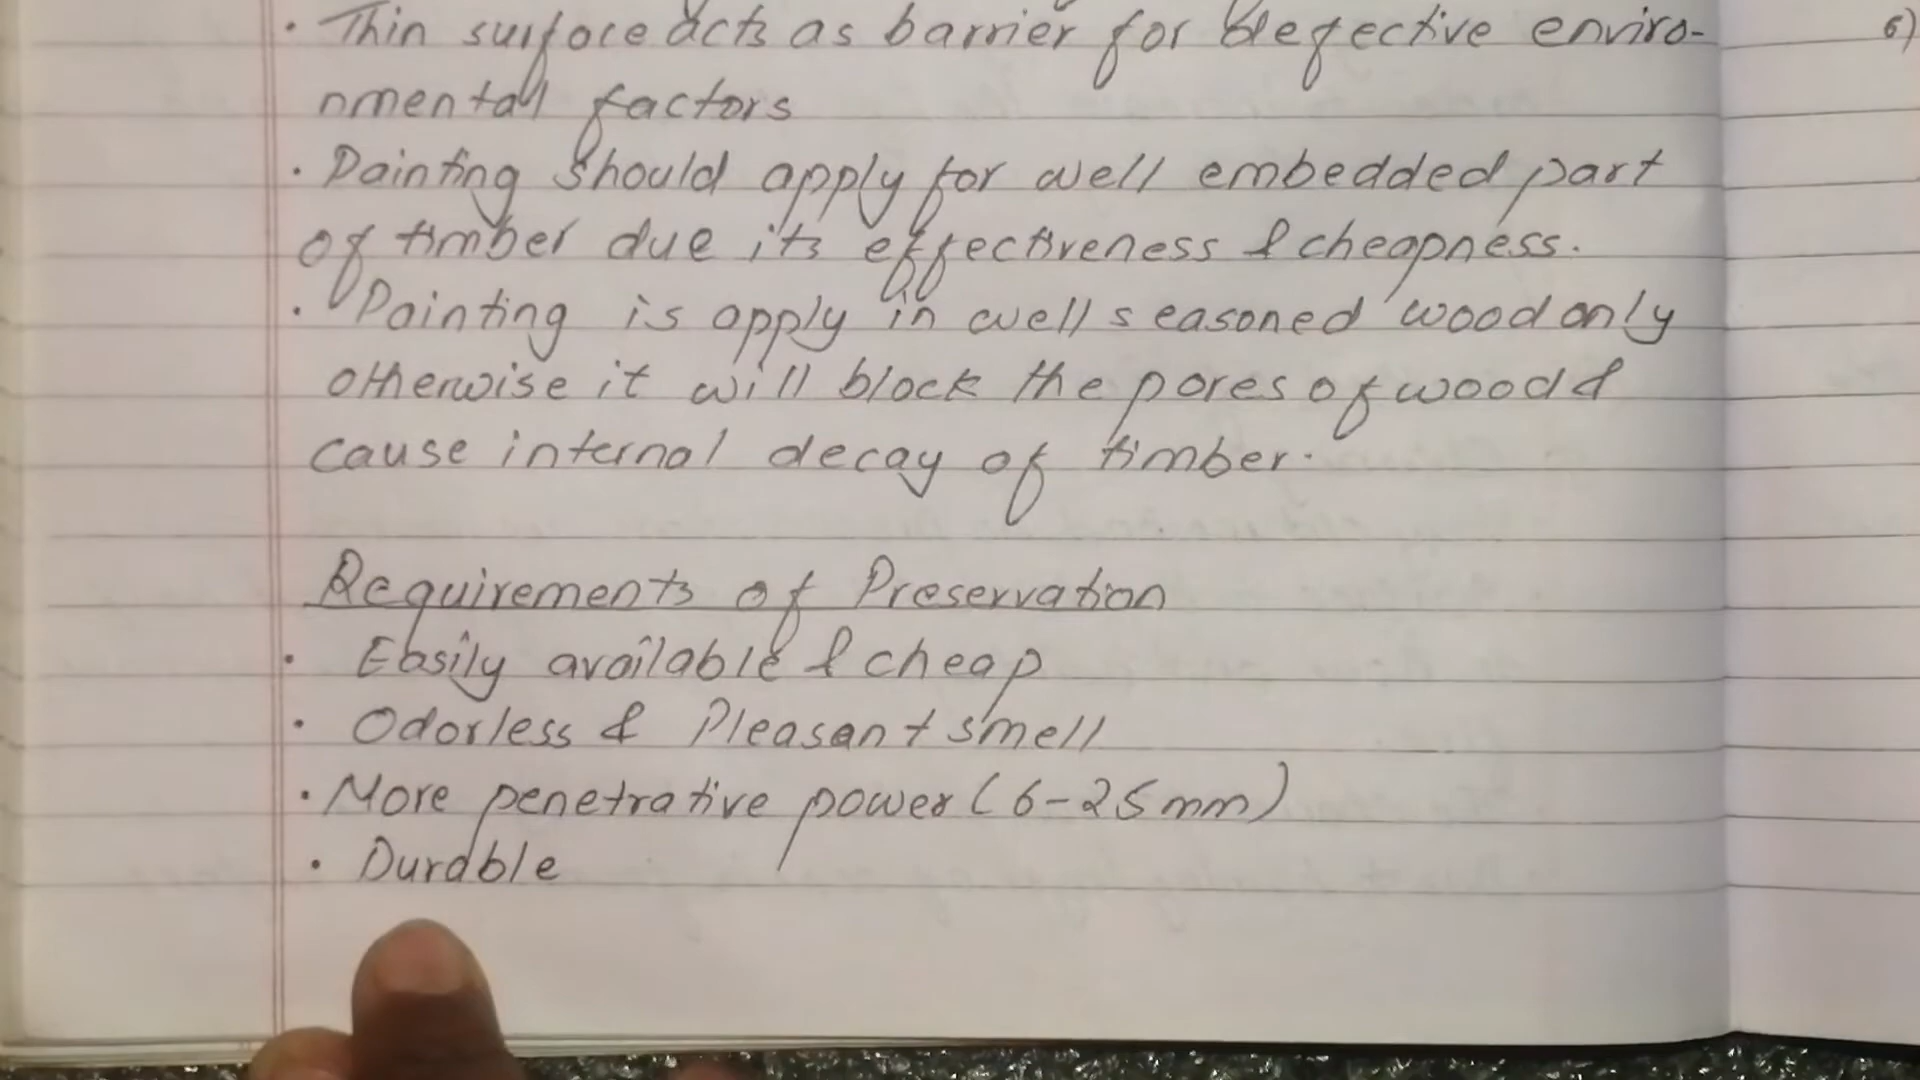 • Thin surface acts as barrier for defective enviro-
nmental factors
• Painting should apply for well embedded part
of timber due its effectiveness & cheapness.
• Painting is apply in well seasoned wood only
otherwise it will block the pores of wood &
cause internal decay of timber.
Requirements of Preservation
• Easily available & cheap
• Odorless & Pleasant smell
• More penetrative power (6-25mm)
• Durable
6)